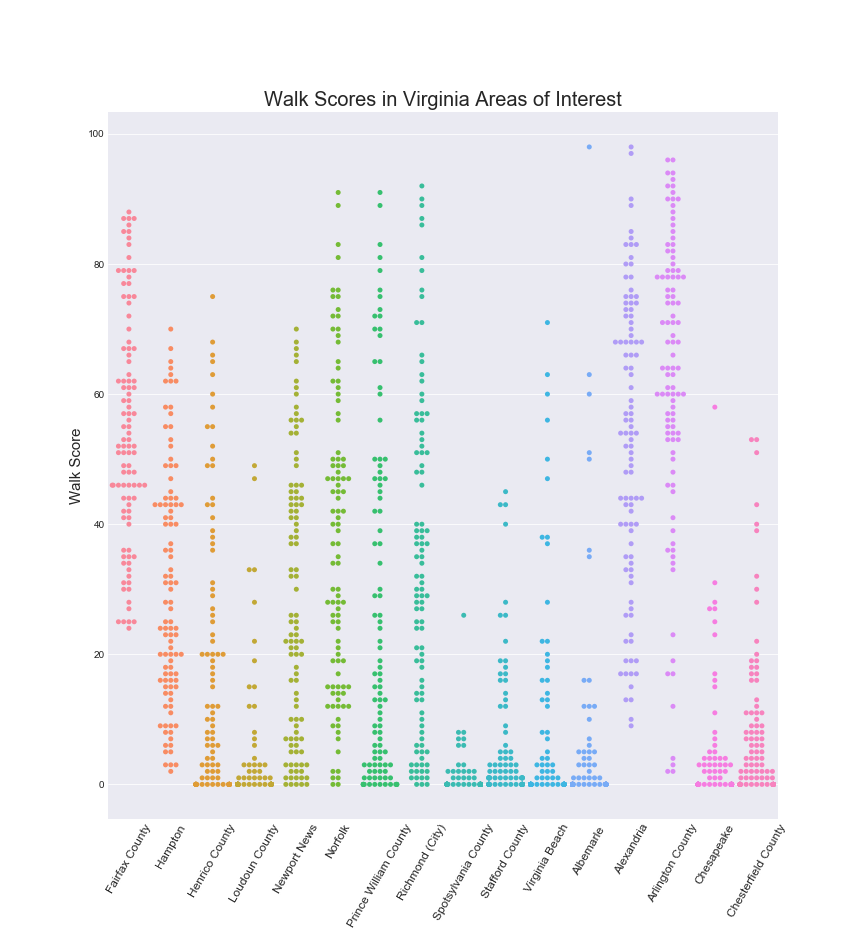 Walk Scores in Virginia Areas of Interest
Walk Score
100
80
60
40
20
0
Fairfax County
Hampton
Henrico County
Loudoun County
Newport News
Norfolk
Prince William County
Richmond (City)
Spotsylvania County
Stafford County
Virginia Beach
Albemarle
Alexandria
Arlington County
Chesapeake
Chesterfield County